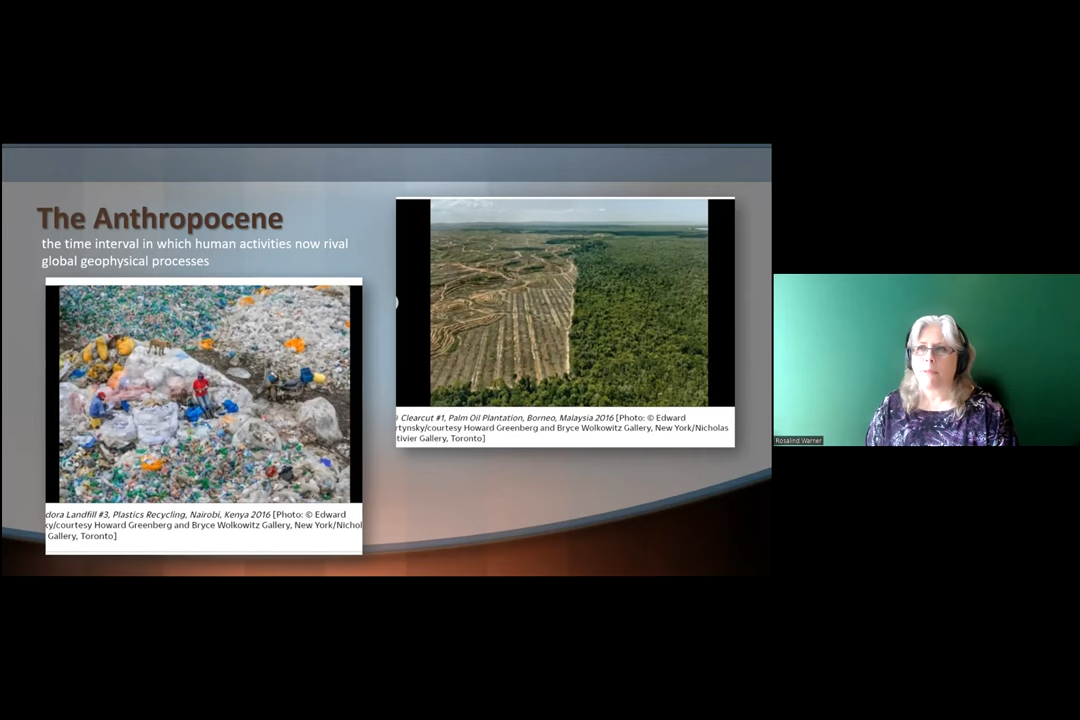 The Anthropocene
the time interval in which human activities now rival
global geophysical processes
dora Landfill #3, Plastics Recycling, Nairobi, Kenya 2016 [Photo: © Edward
ky/courtesy Howard Greenberg and Bryce Wolkowitz Gallery, New York/Nichol
Gallery, Toronto]
Clearcut #1, Palm Oil Plantation, Borneo, Malaysia 2016 [Photo: © Edward
rtynsky/courtesy Howard Greenberg and Bryce Wolkowitz Gallery, New York/Nicholas
tivier Gallery, Toronto]
Rosalind Warner